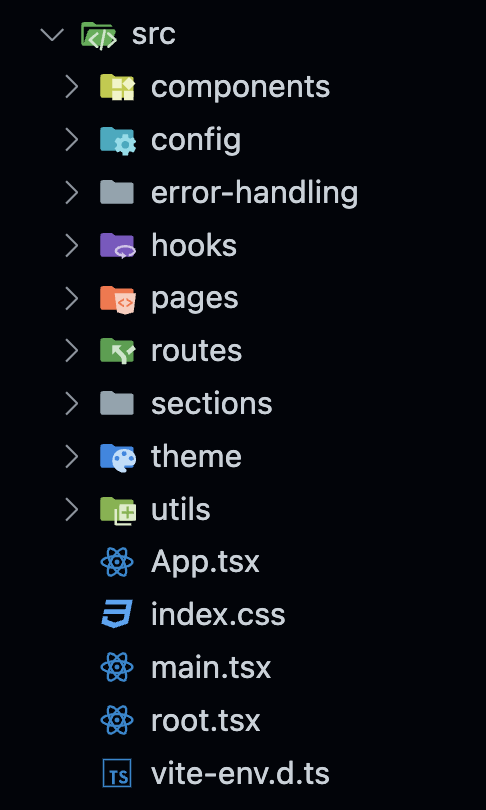 src
components
config
error-handling
hooks
pages
routes
sections
theme
utils
App.tsx
index.css
main.tsx
root.tsx
TS vite-env.d.ts